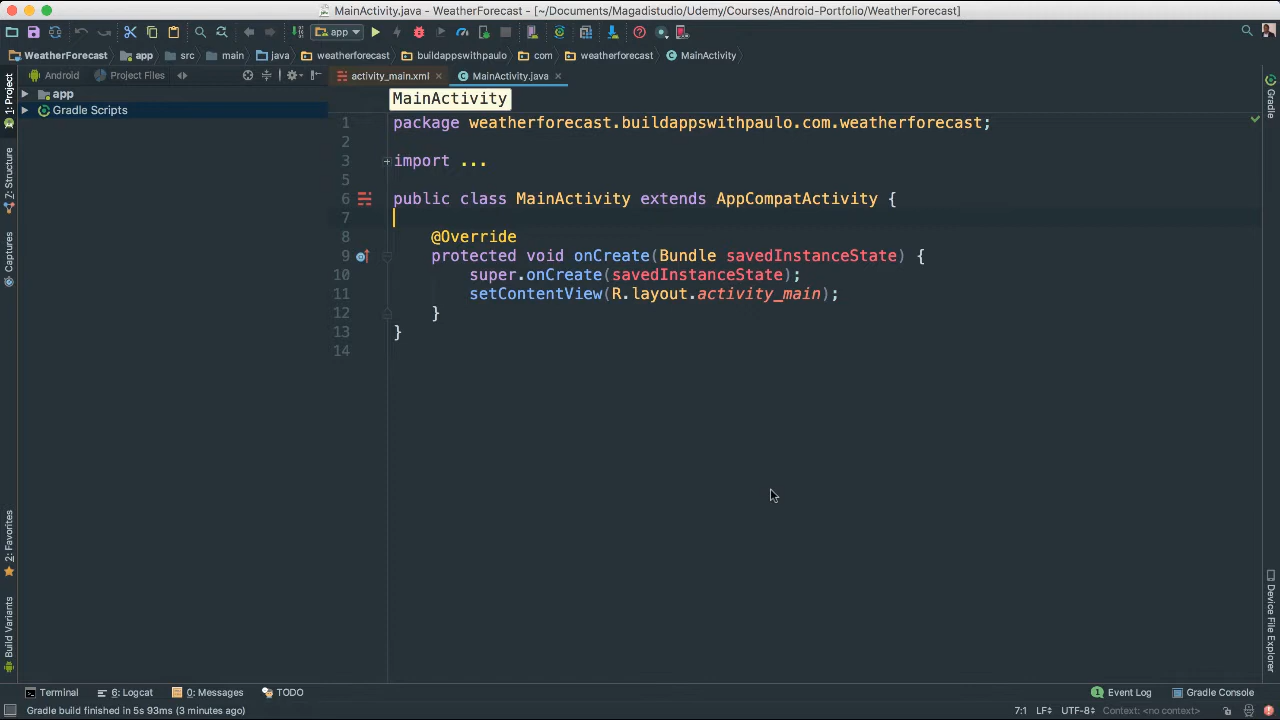 MainActivity.java - WeatherForecast - [~/Documents/Magadistudio/Udemy/Courses/Android-Portfolio/WeatherForecast]
app
WeatherForecast app src main java weatherforecast buildappswithpaulo com weatherforecast MainActivity
Android Project Files activity_main.xml MainActivity.java
app
Gradle Scripts
MainActivity
1 package weatherforecast.buildappswithpaulo.com.weatherforecast;
2
3 import ...
5
6 public class MainActivity extends AppCompatActivity {
7
8 @Override
9 protected void onCreate(Bundle savedInstanceState) {
10 super.onCreate(savedInstanceState);
11 setContentView(R.layout.activity_main);
12 }
13 }
14
1: Project
7: Structure
Captures
2: Favorites
Build Variants
Gradle
Device File Explorer
Terminal 6: Logcat 0: Messages TODO Event Log Gradle Console
Gradle build finished in 5s 93ms (3 minutes ago) 7:1 LF UTF-8 Context: <no context>